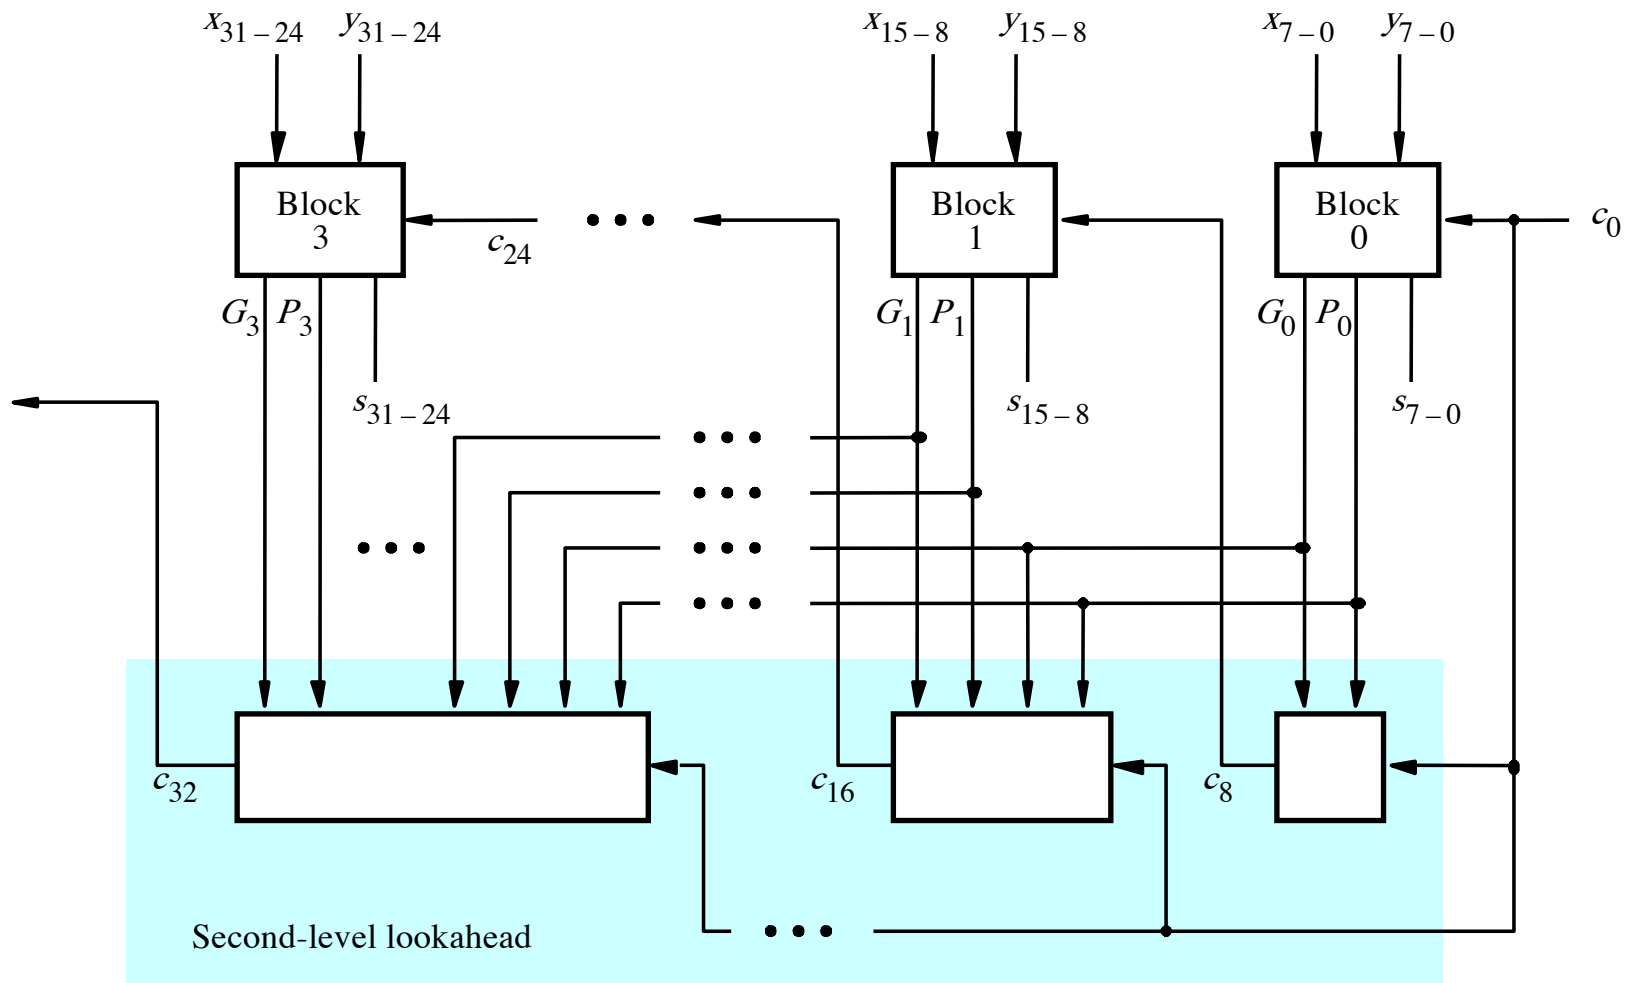 x31 – 24 y31 – 24 x15 – 8 y15 – 8 x7 – 0 y7 – 0
Block 3
c24
Block 1
Block 0
c0
G3 P3 G1 P1 G0 P0
s31 – 24 s15 – 8 s7 – 0
c32 c16 c8
Second-level lookahead